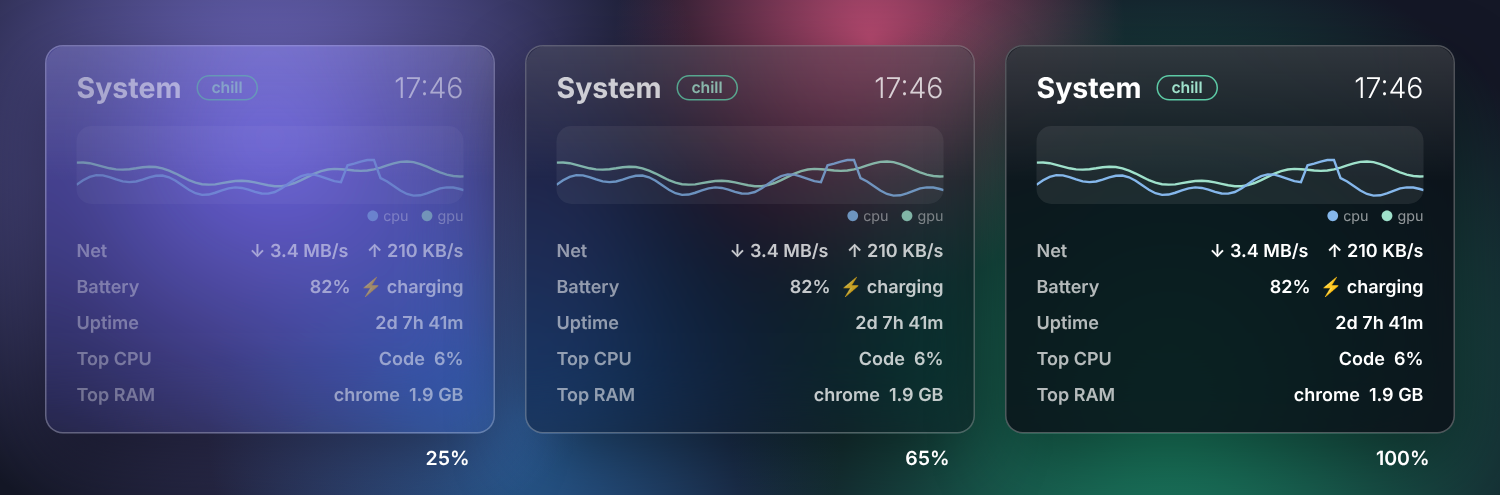 System chill 17:46
cpu gpu
Net ↓ 3.4 MB/s ↑ 210 KB/s
Battery 82% ⚡ charging
Uptime 2d 7h 41m
Top CPU Code 6%
Top RAM chrome 1.9 GB
25%
System chill 17:46
cpu gpu
Net ↓ 3.4 MB/s ↑ 210 KB/s
Battery 82% ⚡ charging
Uptime 2d 7h 41m
Top CPU Code 6%
Top RAM chrome 1.9 GB
65%
System chill 17:46
cpu gpu
Net ↓ 3.4 MB/s ↑ 210 KB/s
Battery 82% ⚡ charging
Uptime 2d 7h 41m
Top CPU Code 6%
Top RAM chrome 1.9 GB
100%